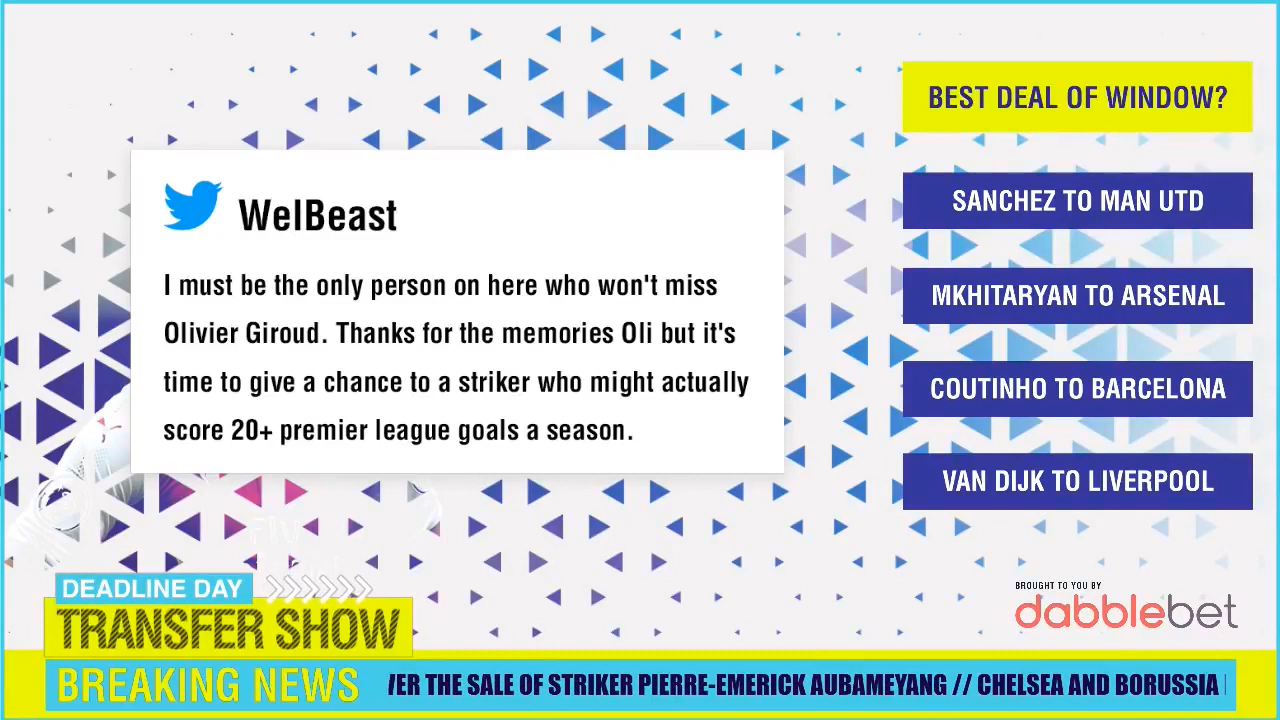 BEST DEAL OF WINDOW?
WelBeast
I must be the only person on here who won't miss
Olivier Giroud. Thanks for the memories Oli but it's
time to give a chance to a striker who might actually
score 20+ premier league goals a season.
SANCHEZ TO MAN UTD
MKHITARYAN TO ARSENAL
COUTINHO TO BARCELONA
VAN DIJK TO LIVERPOOL
DEADLINE DAY
TRANSFER SHOW
BROUGHT TO YOU BY
dabblebet
BREAKING NEWS
THE SALE OF STRIKER PIERRE-EMERICK AUBAMEYANG // CHELSEA AND BORUSSIA